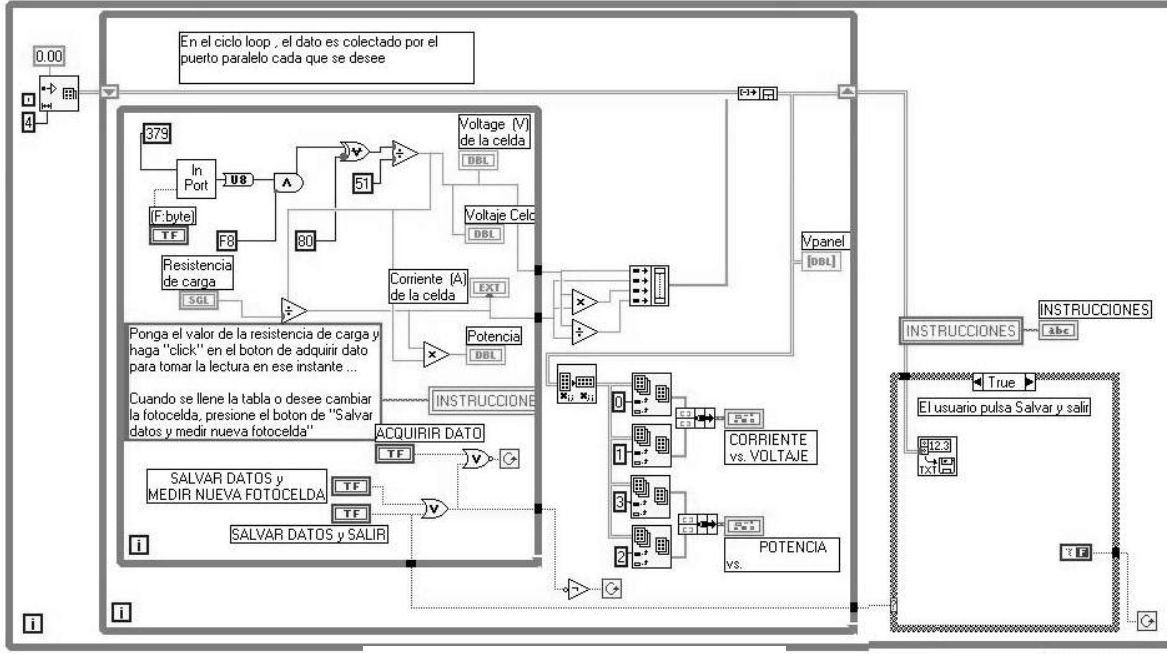 0.00
4
En el ciclo loop , el dato es colectado por el
puerto paralelo cada que se desee
379
In
Port
U8
(F:byte)
TF
F8
80
51
Voltage (V)
de la celda
DBL
Voltaje Celd
DBL
Resistencia
de carga
SGL
Corriente (A)
de la celda
EXT
Potencia
DBL
Ponga el valor de la resistencia de carga y
haga "click" en el boton de adquirir dato
para tomar la lectura en ese instante ...
Cuando se llene la tabla o desee cambiar
la fotocelda, presione el boton de "Salvar
datos y medir nueva fotocelda"
INSTRUCCIONE
ACQUIRIR DATO
TF
SALVAR DATOS y
MEDIR NUEVA FOTOCELDA
TF
TF
SALVAR DATOS y SALIR
i
i
i
0
1
3
2
CORRIENTE
vs. VOLTAJE
POTENCIA
vs.
Vpanel
[DBL]
INSTRUCCIONES
INSTRUCCIONES
abc
True
El usuario pulsa Salvar y salir
12.3
TXT
T F